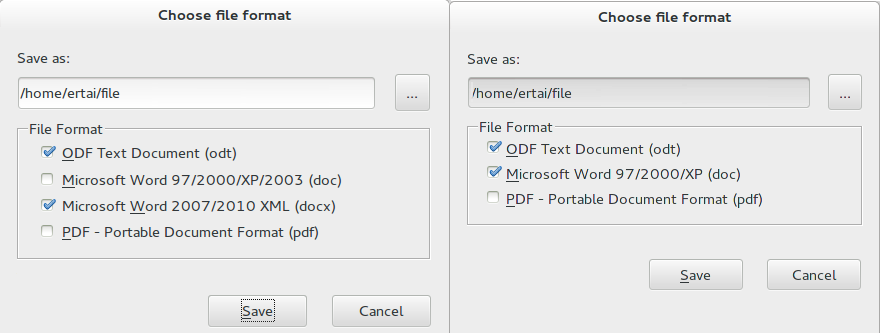 Choose file format
Save as:
/home/ertai/file
...
File Format
ODF Text Document (odt)
Microsoft Word 97/2000/XP/2003 (doc)
Microsoft Word 2007/2010 XML (docx)
PDF - Portable Document Format (pdf)
Save
Cancel
Choose file format
Save as:
/home/ertai/file
...
File Format
ODF Text Document (odt)
Microsoft Word 97/2000/XP (doc)
PDF - Portable Document Format (pdf)
Save
Cancel